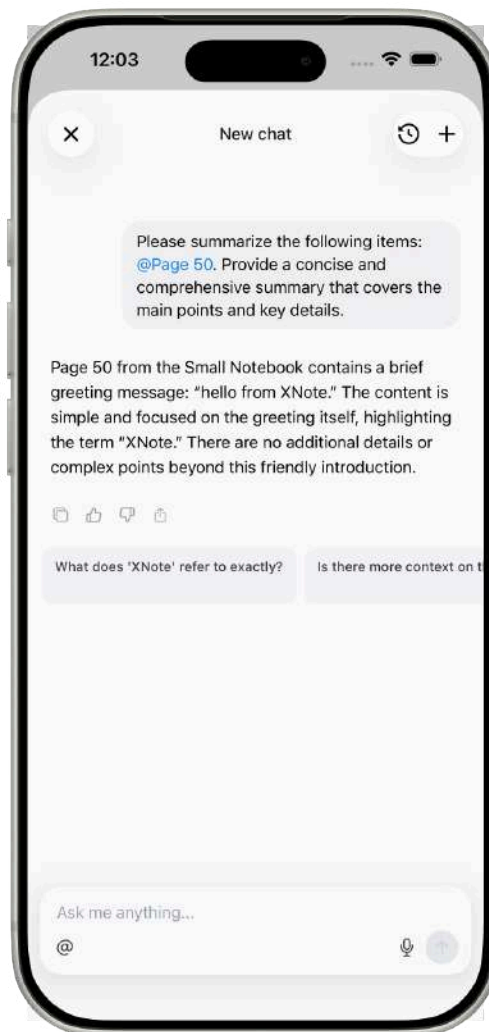 12:03
New chat
Please summarize the following items:
@Page 50. Provide a concise and
comprehensive summary that covers the
main points and key details.
Page 50 from the Small Notebook contains a brief
greeting message: “hello from XNote.” The content is
simple and focused on the greeting itself, highlighting
the term “XNote.” There are no additional details or
complex points beyond this friendly introduction.
What does 'XNote' refer to exactly?
Is there more context on
Ask me anything...
@